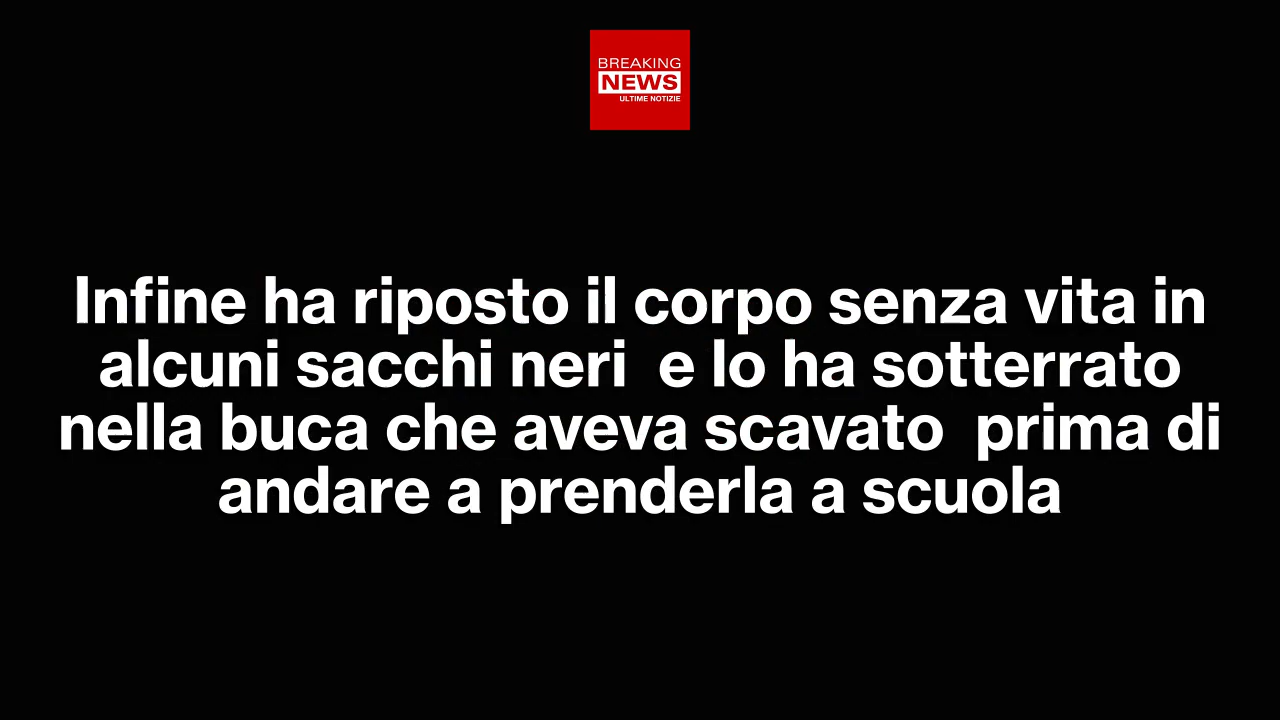 BREAKING
NEWS
ULTIME NOTIZIE
Infine ha riposto il corpo senza vita in
alcuni sacchi neri  e lo ha sotterrato
nella buca che aveva scavato  prima di
andare a prenderla a scuola